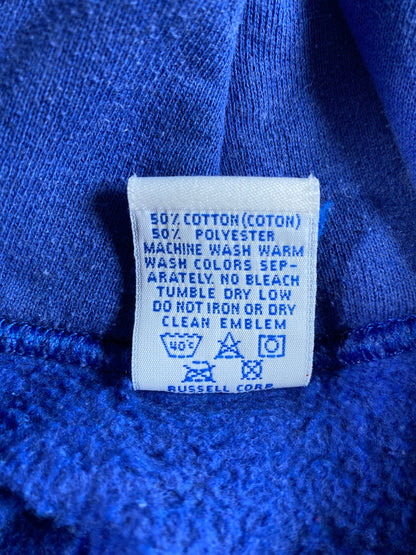 50% COTTON(COTON)
50% POLYESTER
MACHINE WASH WARM
WASH COLORS SEP-
ARATELY. NO BLEACH
TUMBLE DRY LOW
DO NOT IRON OR DRY
CLEAN EMBLEM
40°C
RUSSELL CORP